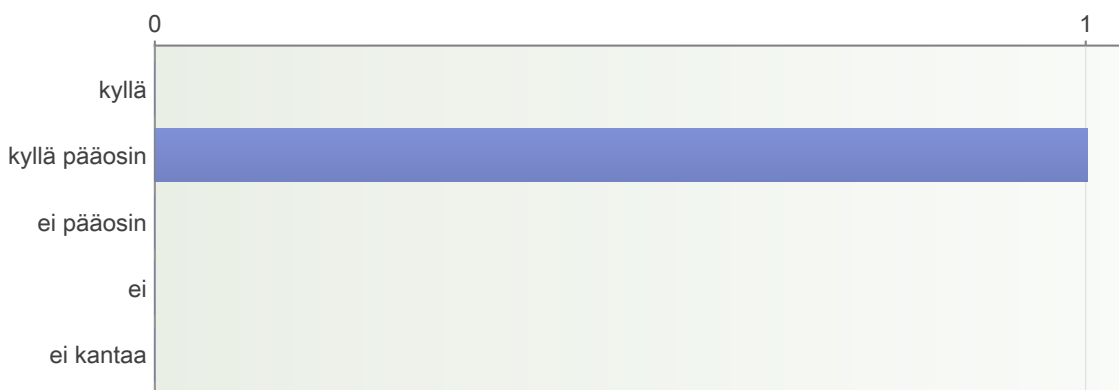 0 1
kyllä
kyllä pääosin
ei pääosin
ei
ei kantaa